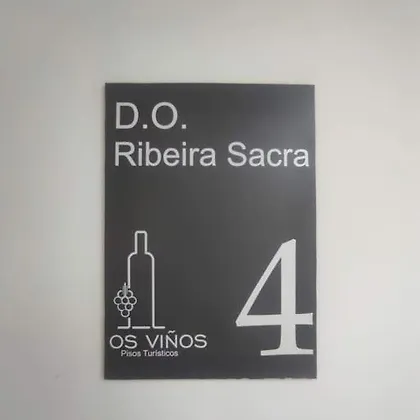 D.O.
Ribeira Sacra
4
OS VIÑOS
Pisos Turísticos